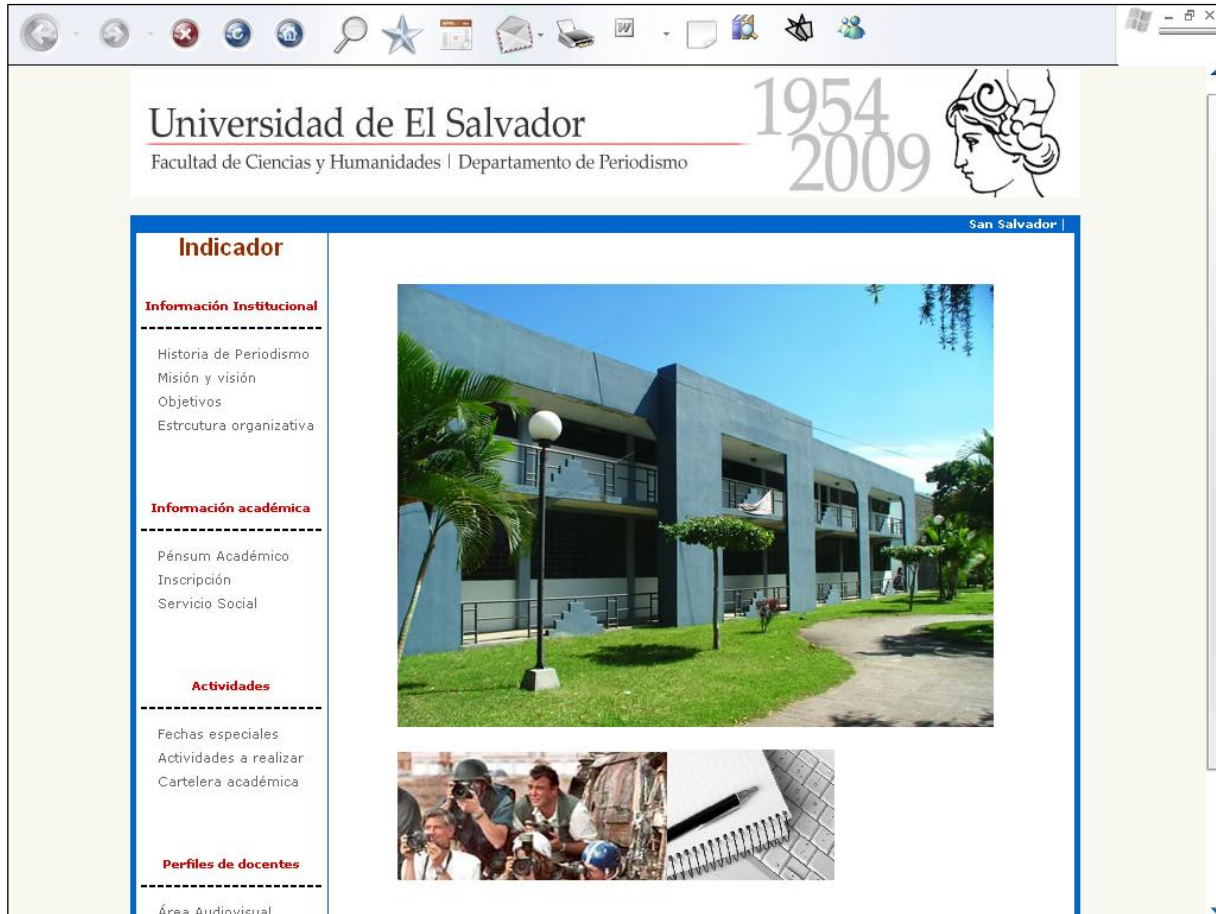 Universidad de El Salvador
Facultad de Ciencias y Humanidades | Departamento de Periodismo
1954
2009
San Salvador |
Indicador
Información Institucional
Historia de Periodismo
Misión y visión
Objetivos
Estrcutura organizativa
Información académica
Pénsum Académico
Inscripción
Servicio Social
Actividades
Fechas especiales
Actividades a realizar
Cartelera académica
Perfiles de docentes
Área Audiovisual